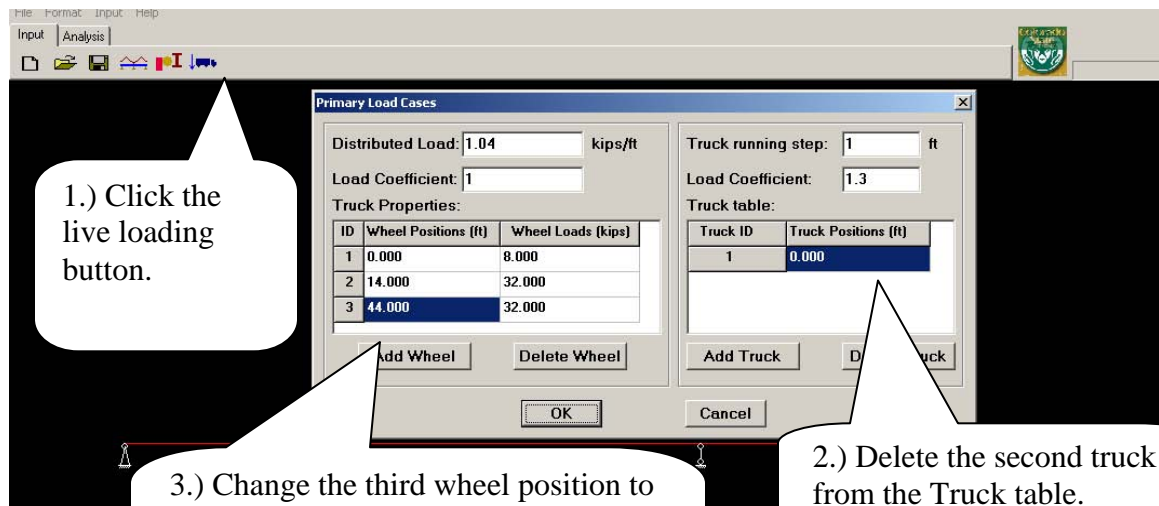 File Format Input Help
Input Analysis
Primary Load Cases
Distributed Load: 1.04 kips/ft
Load Coefficient: 1
Truck Properties:
ID Wheel Positions (ft) Wheel Loads (kips)
1 0.000 8.000
2 14.000 32.000
3 44.000 32.000
Add Wheel Delete Wheel
Truck running step: 1 ft
Load Coefficient: 1.3
Truck table:
Truck ID Truck Positions (ft)
1 0.000
Add Truck
OK Cancel
1.) Click the
live loading
button.
2.) Delete the second truck
from the Truck table.
3.) Change the third wheel position to